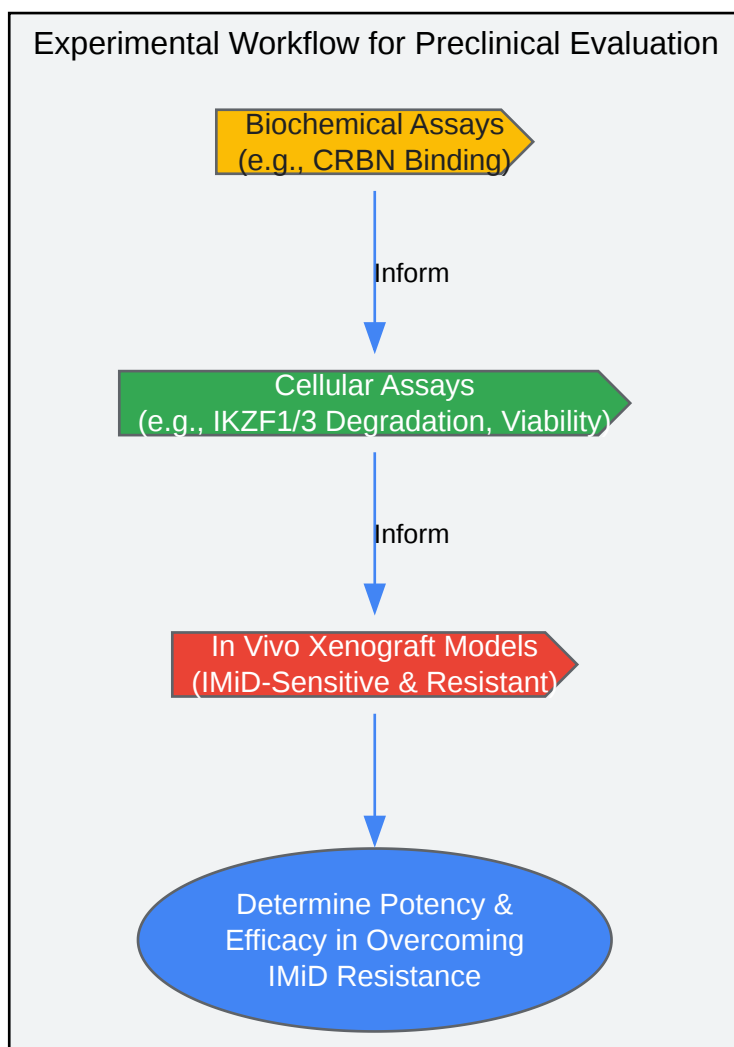 Experimental Workflow for Preclinical Evaluation
Biochemical Assays
(e.g., CRBN Binding)
Inform
Cellular Assays
(e.g., IKZF1/3 Degradation, Viability)
Inform
In Vivo Xenograft Models
(IMiD-Sensitive & Resistant)
Determine Potency &
Efficacy in Overcoming
IMiD Resistance